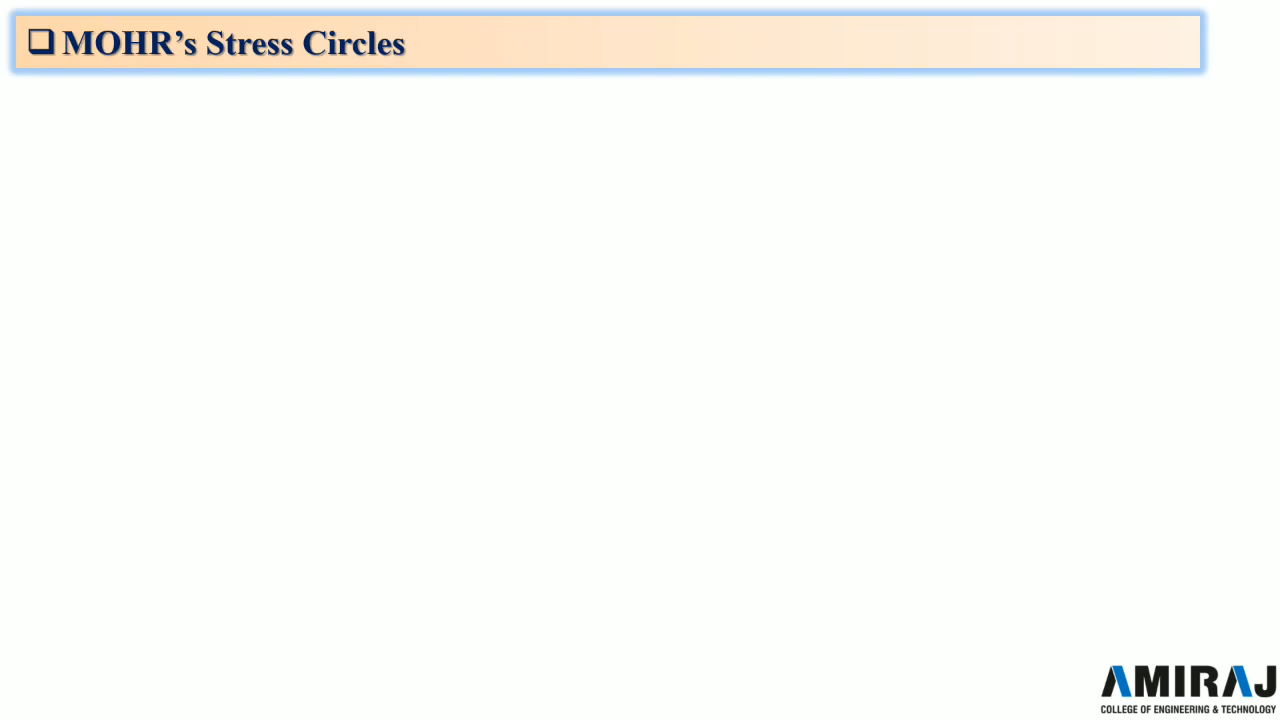 ❑ MOHR’s Stress Circles
AMIRAJ
COLLEGE OF ENGINEERING & TECHNOLOGY